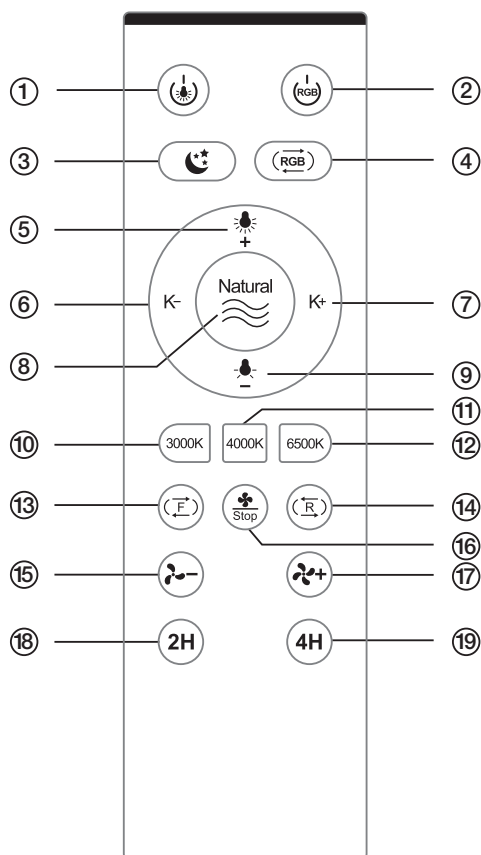 ① ②
RGB
③ ④
RGB
⑤
+
⑥ K- Natural K+ ⑦
⑧ ⑨
−
⑪
⑩ 3000K 4000K 6500K ⑫
⑬ F Stop R ⑭
⑯
⑮ − + ⑰
⑱ 2H 4H ⑲